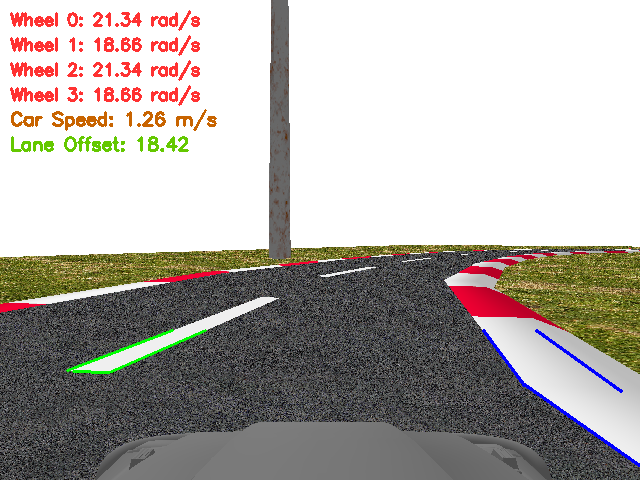 Wheel 0: 21.34 rad/s
Wheel 1: 18.66 rad/s
Wheel 2: 21.34 rad/s
Wheel 3: 18.66 rad/s
Car Speed: 1.26 m/s
Lane Offset: 18.42